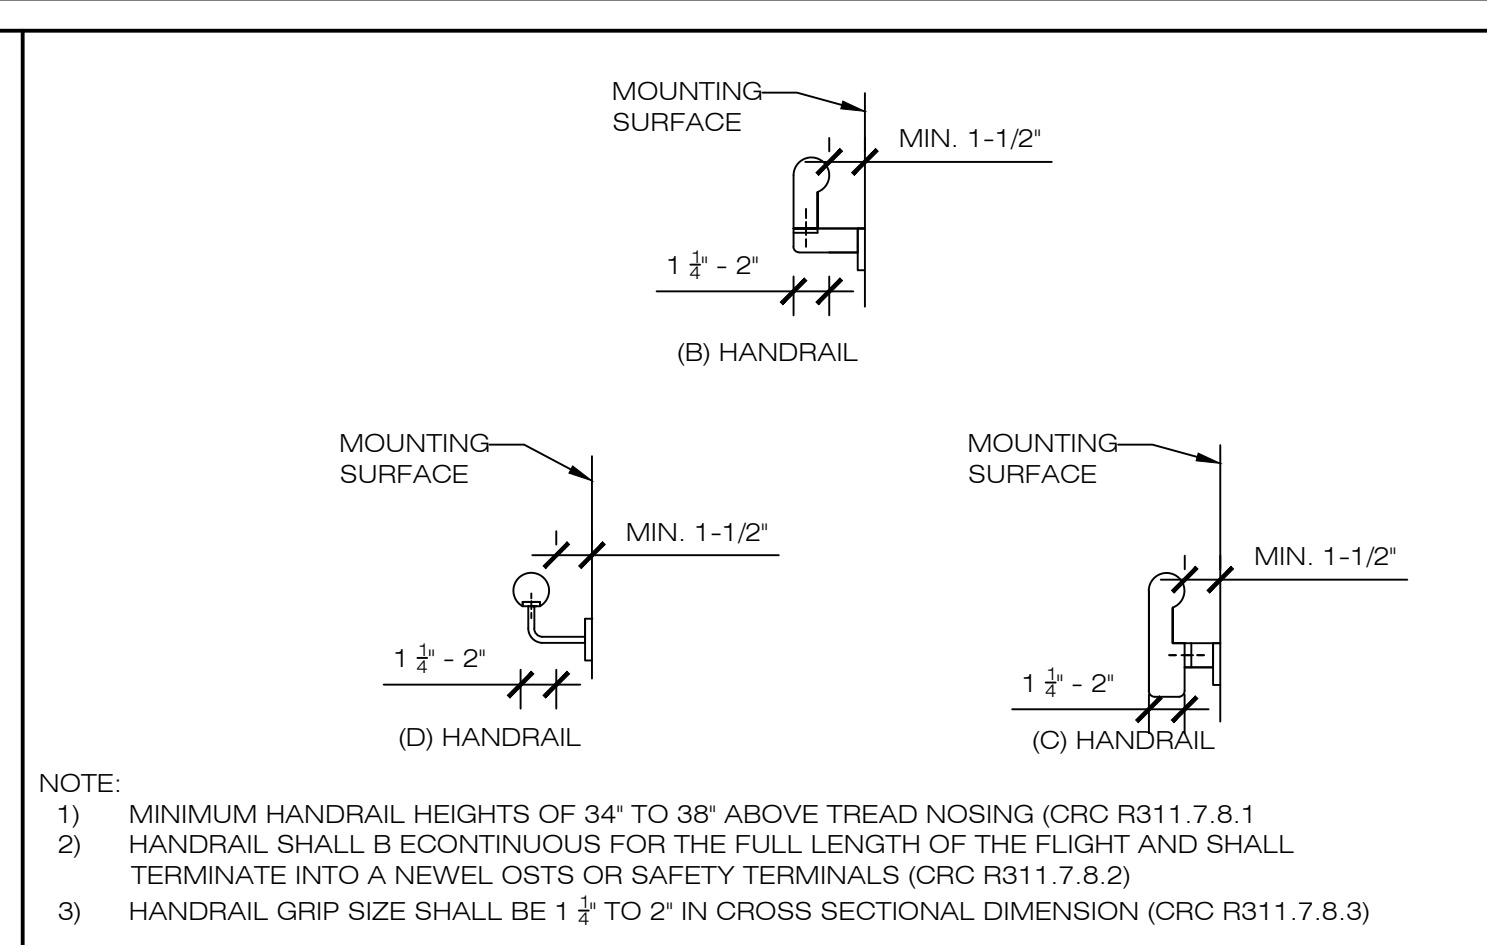 MOUNTING
SURFACE
MIN. 1-1/2"
1 1/4" - 2"
(B) HANDRAIL
MOUNTING
SURFACE
MIN. 1-1/2"
1 1/4" - 2"
(D) HANDRAIL
MOUNTING
SURFACE
MIN. 1-1/2"
1 1/4" - 2"
(C) HANDRAIL
NOTE:
1) MINIMUM HANDRAIL HEIGHTS OF 34" TO 38" ABOVE TREAD NOSING (CRC R311.7.8.1
2) HANDRAIL SHALL B ECONTINUOUS FOR THE FULL LENGTH OF THE FLIGHT AND SHALL
TERMINATE INTO A NEWEL OSTS OR SAFETY TERMINALS (CRC R311.7.8.2)
3) HANDRAIL GRIP SIZE SHALL BE 1 1/4" TO 2" IN CROSS SECTIONAL DIMENSION (CRC R311.7.8.3)